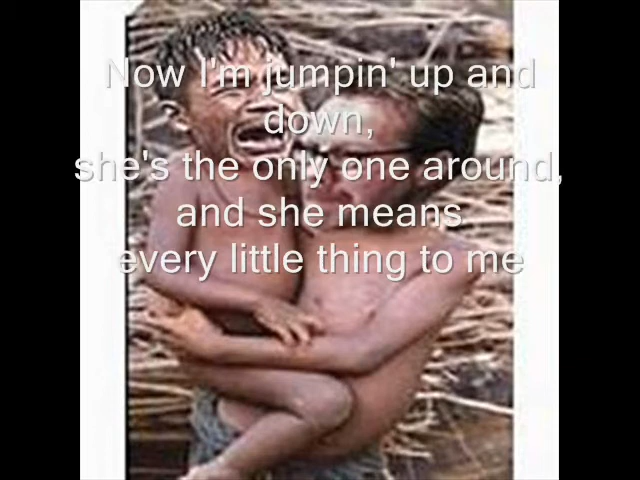 Now I'm jumpin' up and
down,
she's the only one around,
and she means
every little thing to me